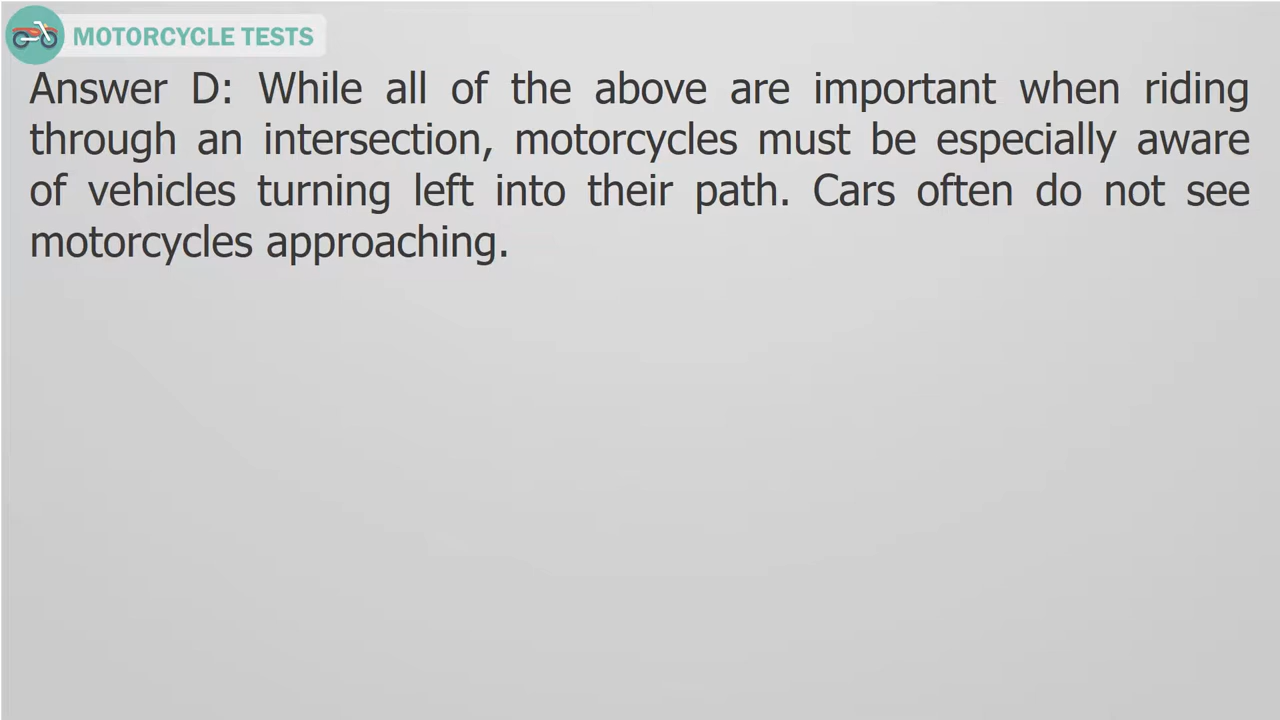 MOTORCYCLE TESTS
Answer D: While all of the above are important when riding
through an intersection, motorcycles must be especially aware
of vehicles turning left into their path. Cars often do not see
motorcycles approaching.